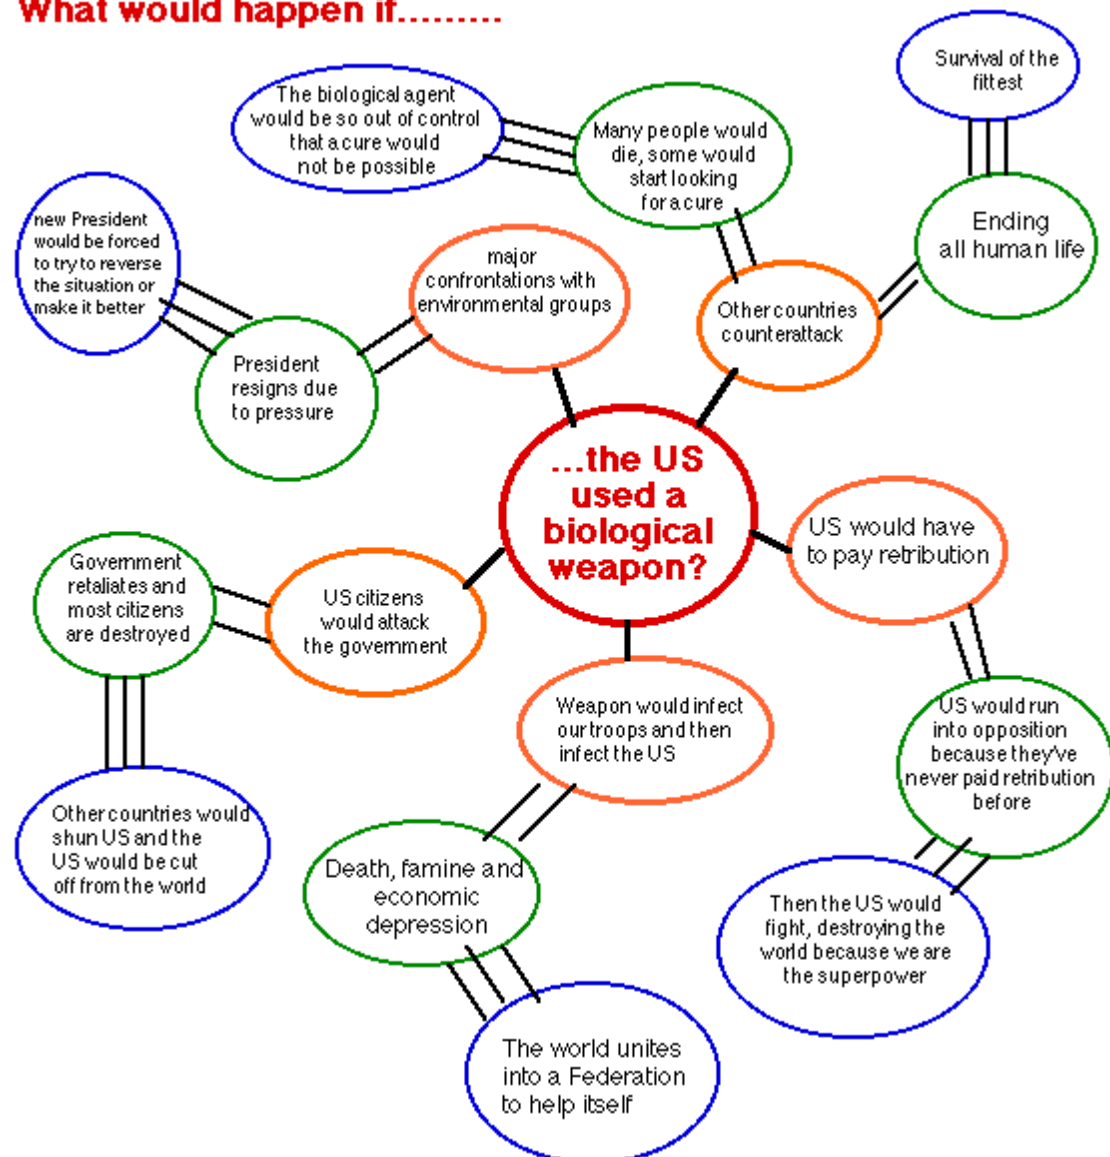 What would happen if.........
Survival of the
fittest
The biological agent
would be so out of control
that a cure would
not be possible
Many people would
die, some would
start looking
for a cure
Ending
all human life
new President
would be forced
to try to reverse
the situation or
make it better
major
confrontations with
environmental groups
Other countries
counterattack
President
resigns due
to pressure
...the US
used a
biological
weapon?
US would have
to pay retribution
Government
retaliates and
most citizens
are destroyed
US citizens
would attack
the government
Weapon would infect
our troops and then
infect the US
US would run
into opposition
because they've
never paid retribution
before
Other countries would
shun US and the
US would be cut
off from the world
Death, famine and
economic
depression
Then the US would
fight, destroying the
world because we are
the superpower
The world unites
into a Federation
to help itself